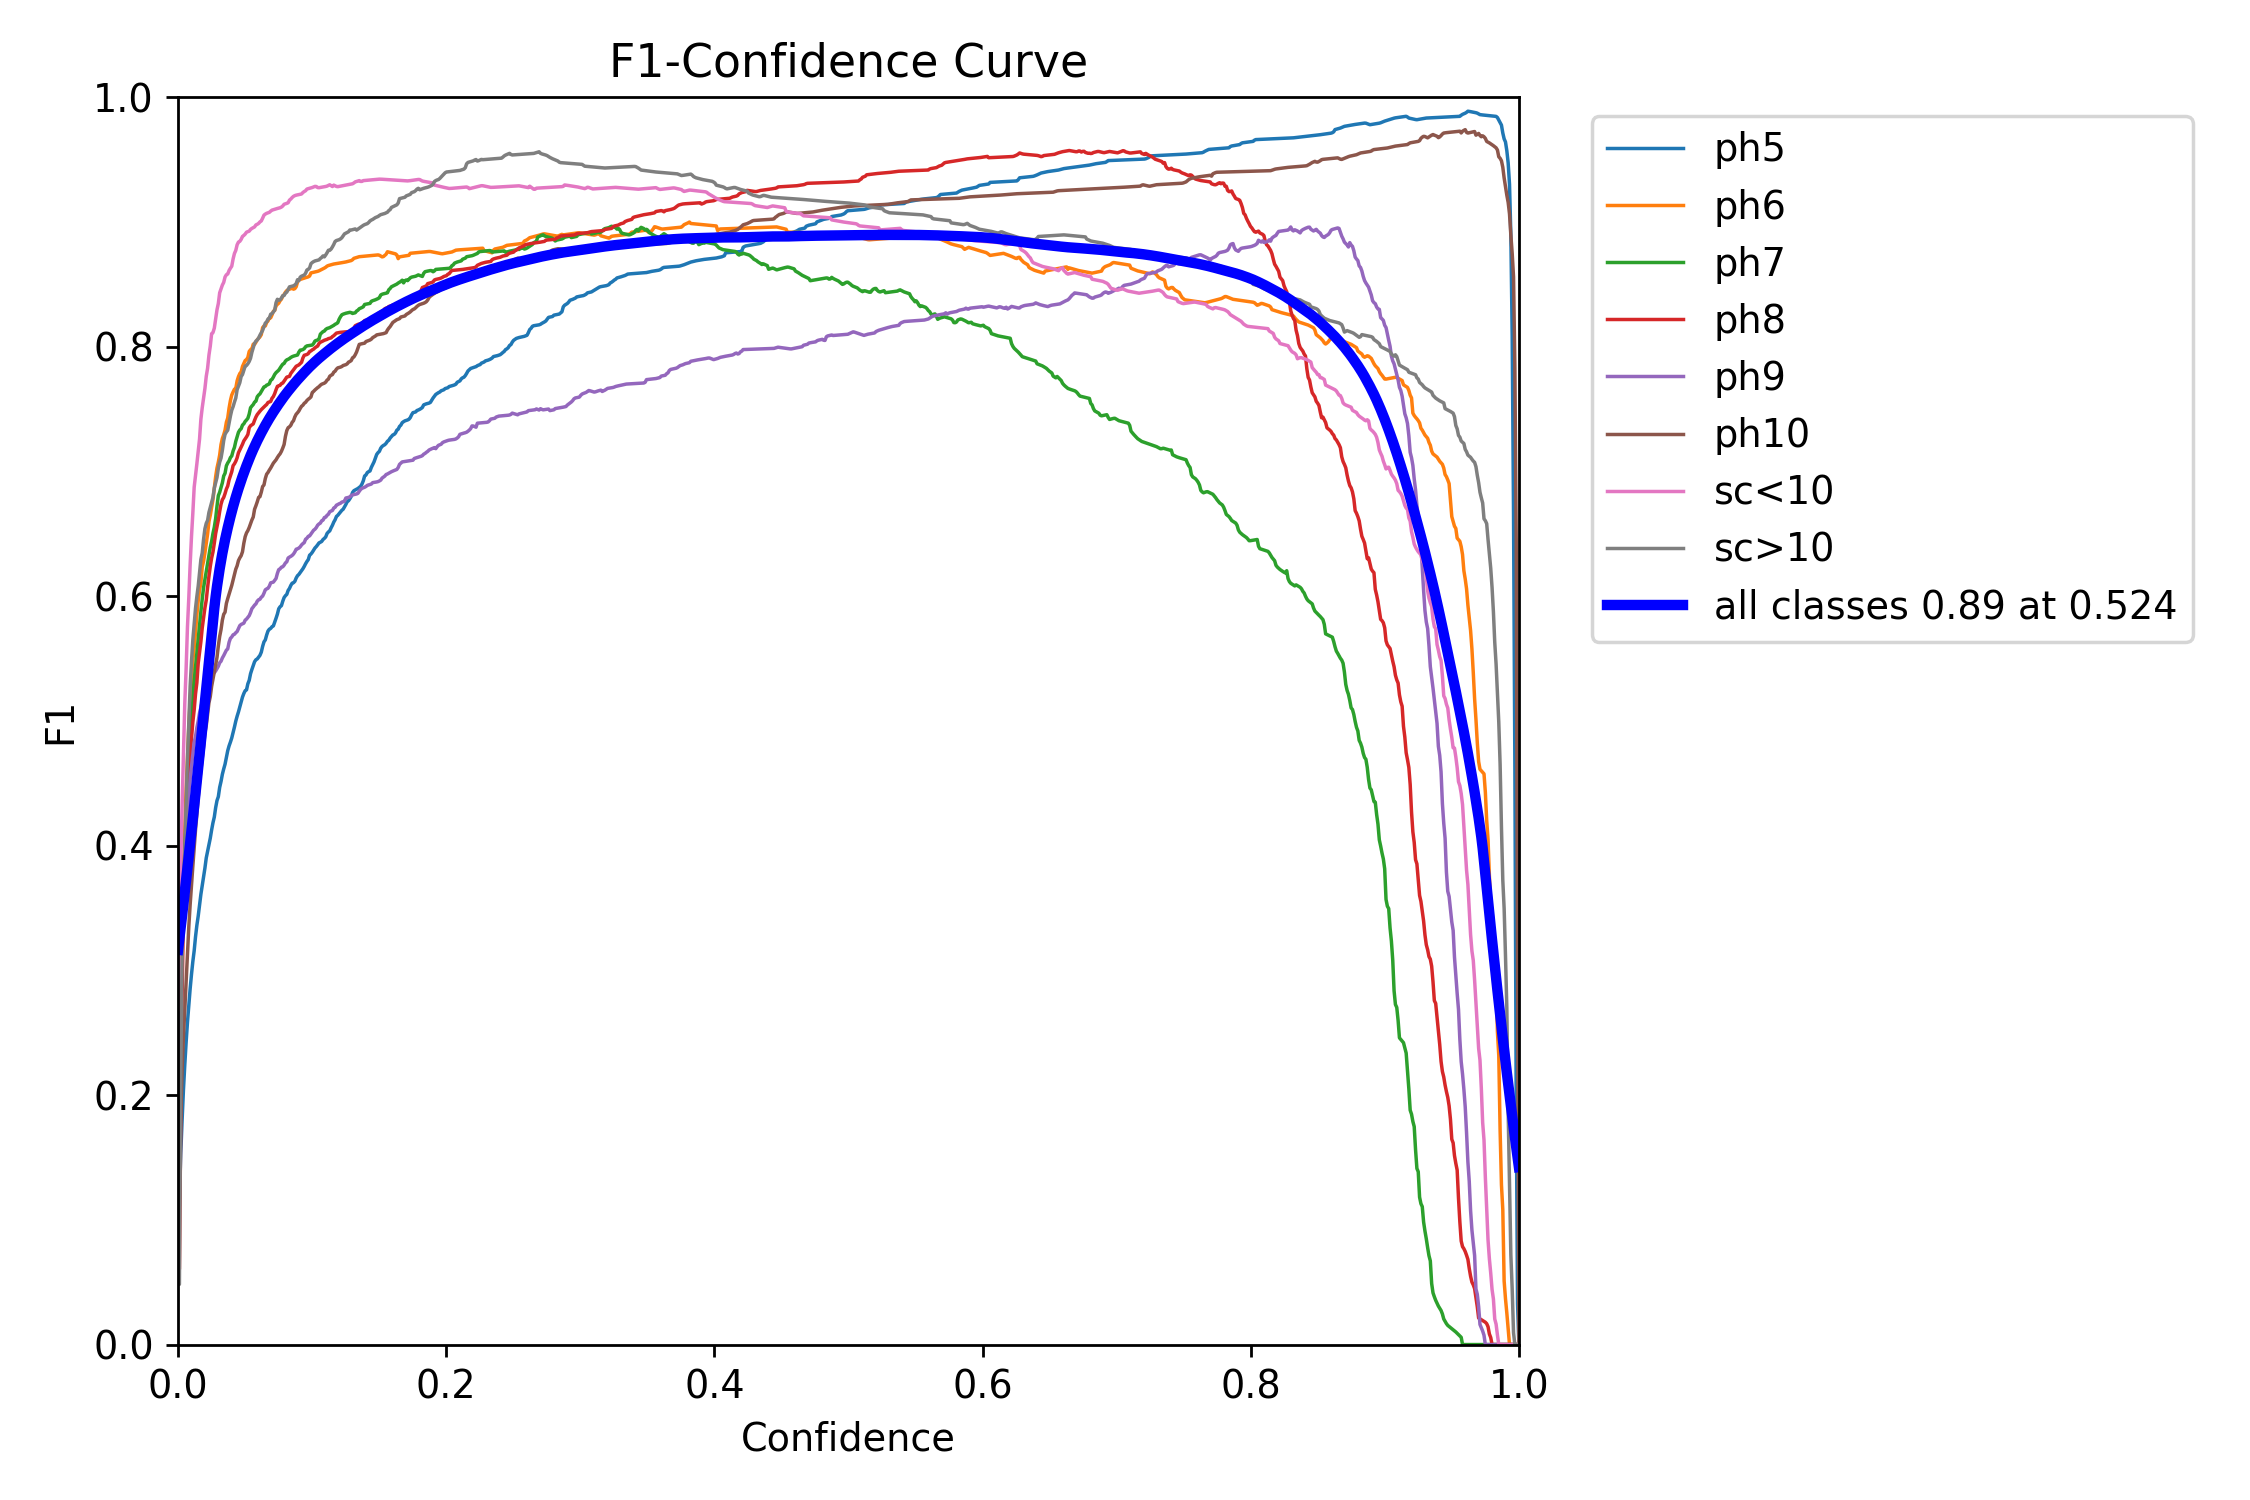 F1-Confidence Curve
1.0
0.8
0.6
0.4
0.2
0.0
F1
0.0 0.2 0.4 0.6 0.8 1.0
Confidence
ph5
ph6
ph7
ph8
ph9
ph10
sc<10
sc>10
all classes 0.89 at 0.524